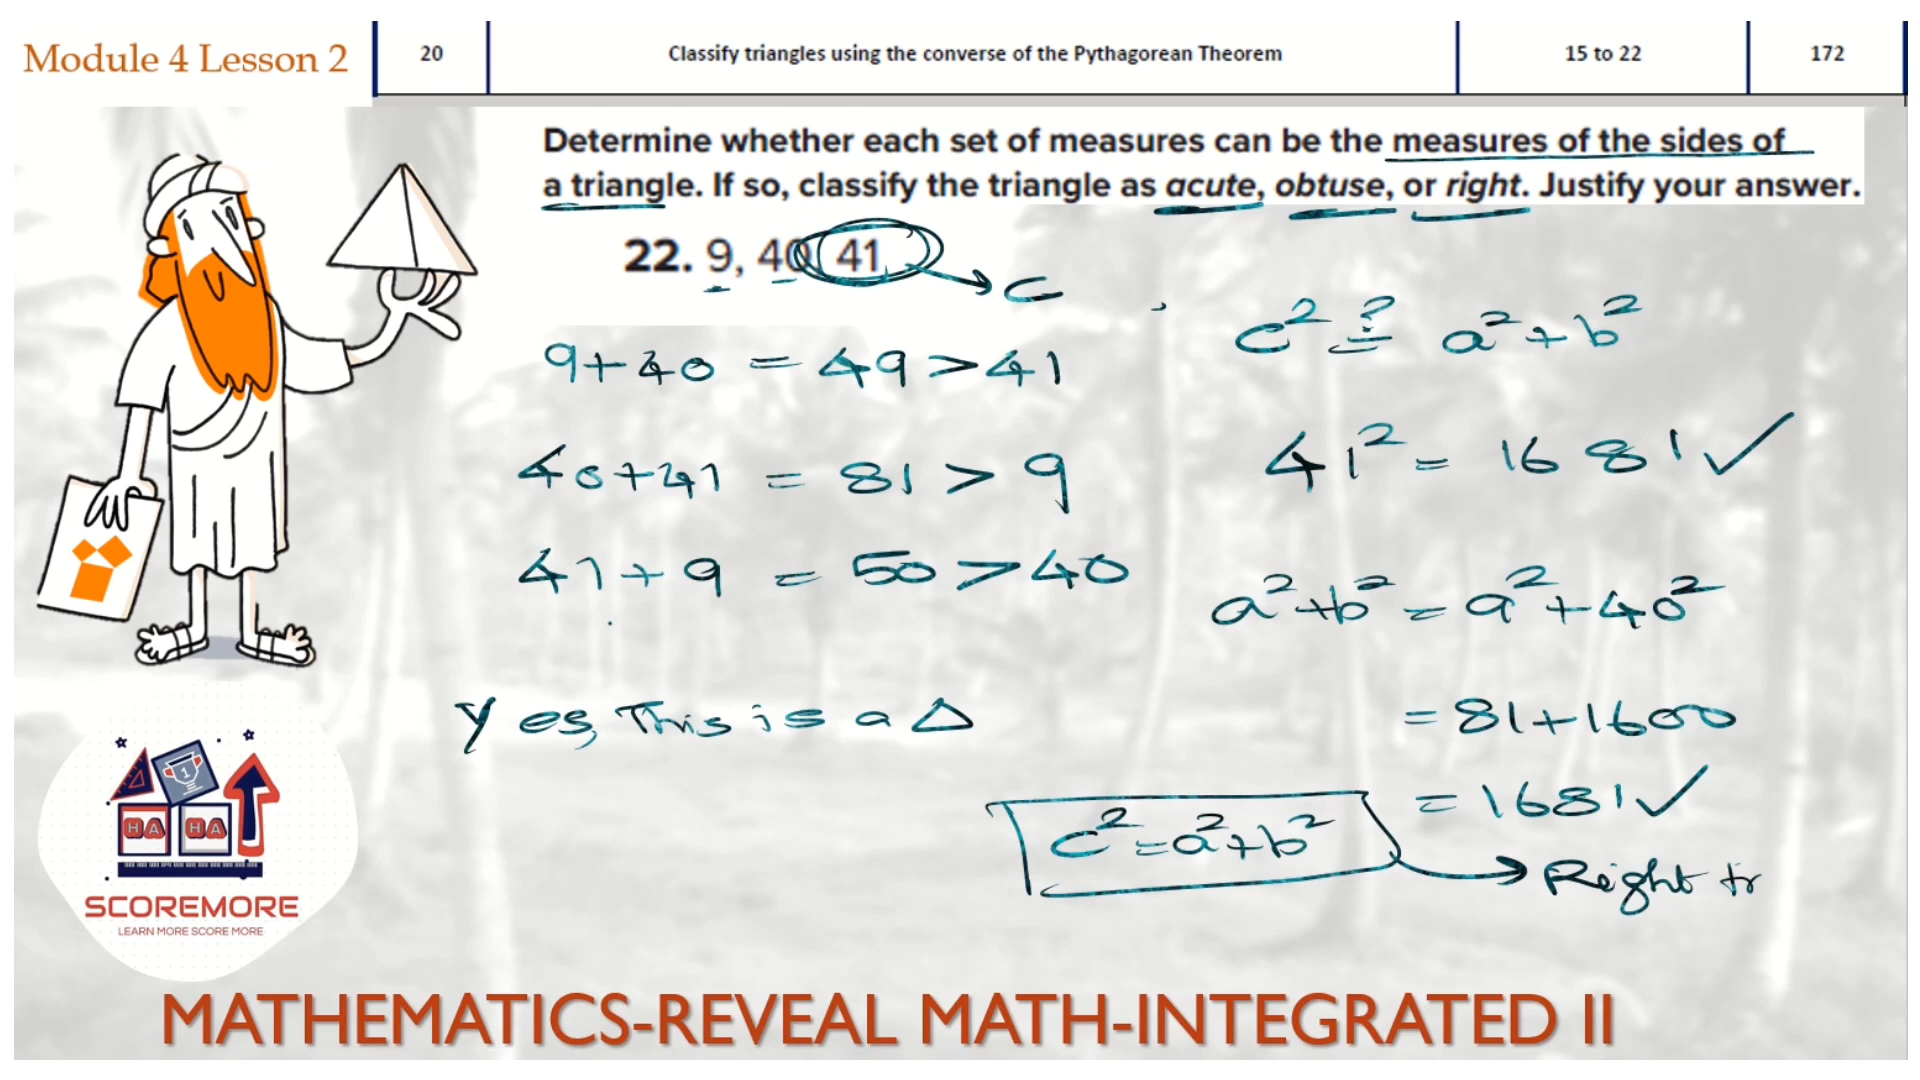 Module 4 Lesson 2
20 Classify triangles using the converse of the Pythagorean Theorem 15 to 22 172
Determine whether each set of measures can be the measures of the sides of
a triangle. If so, classify the triangle as acute, obtuse, or right. Justify your answer.
22. 9, 40, 41
→ c
9+40 = 49 > 41
40+41 = 81 > 9
41+9 = 50 > 40
Yes, This is a Δ
c² ≟ a²+b²
41² = 1681 ✓
a²+b² = a²+40²
= 81+1600
= 1681 ✓
c²=a²+b² → Right tr
1
HA HA
SCOREMORE
LEARN MORE SCORE MORE
MATHEMATICS-REVEAL MATH-INTEGRATED II